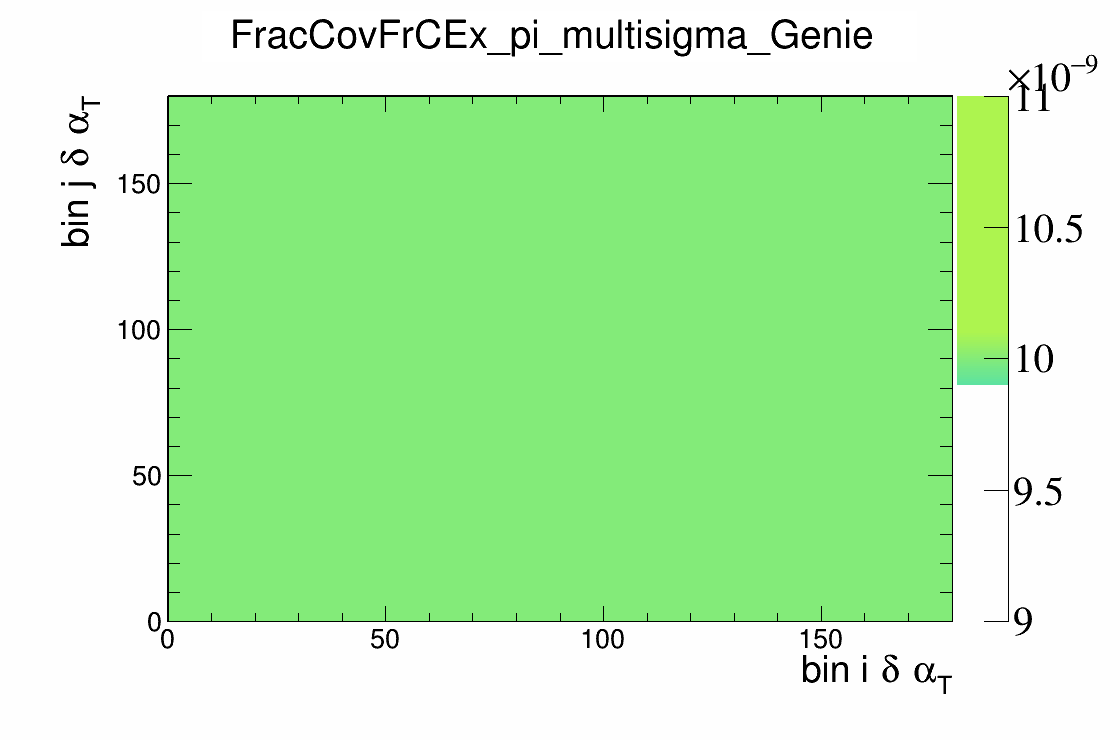 FracCovFrCEx_pi_multisigma_Genie
×10⁻⁹
bin j δ α_T
150
100
50
0
0 50 100 150
bin i δ α_T
11
10.5
10
9.5
9